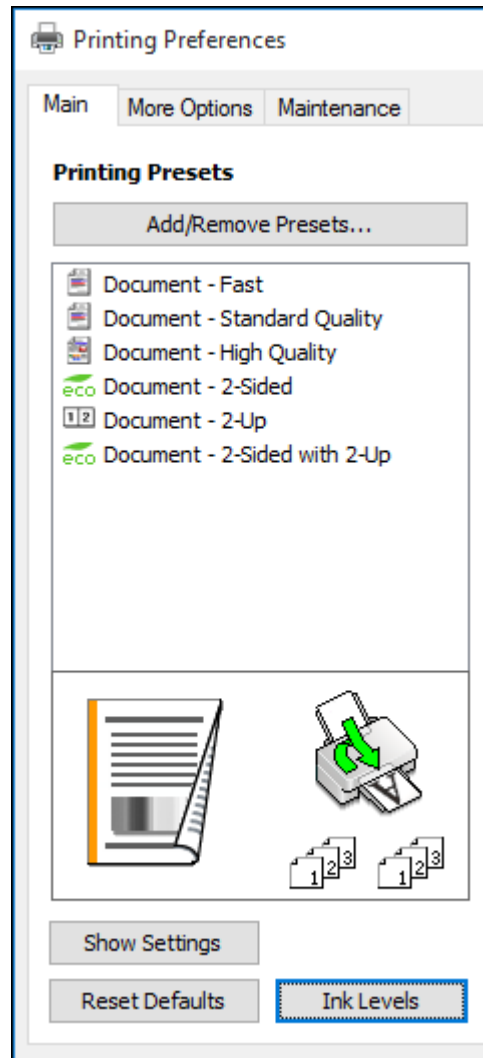 Printing Preferences
Main More Options Maintenance
Printing Presets
Add/Remove Presets...
Document - Fast
Document - Standard Quality
Document - High Quality
eco Document - 2-Sided
1 2 Document - 2-Up
eco Document - 2-Sided with 2-Up
A
1 2 3 1 2 3
Show Settings
Reset Defaults Ink Levels